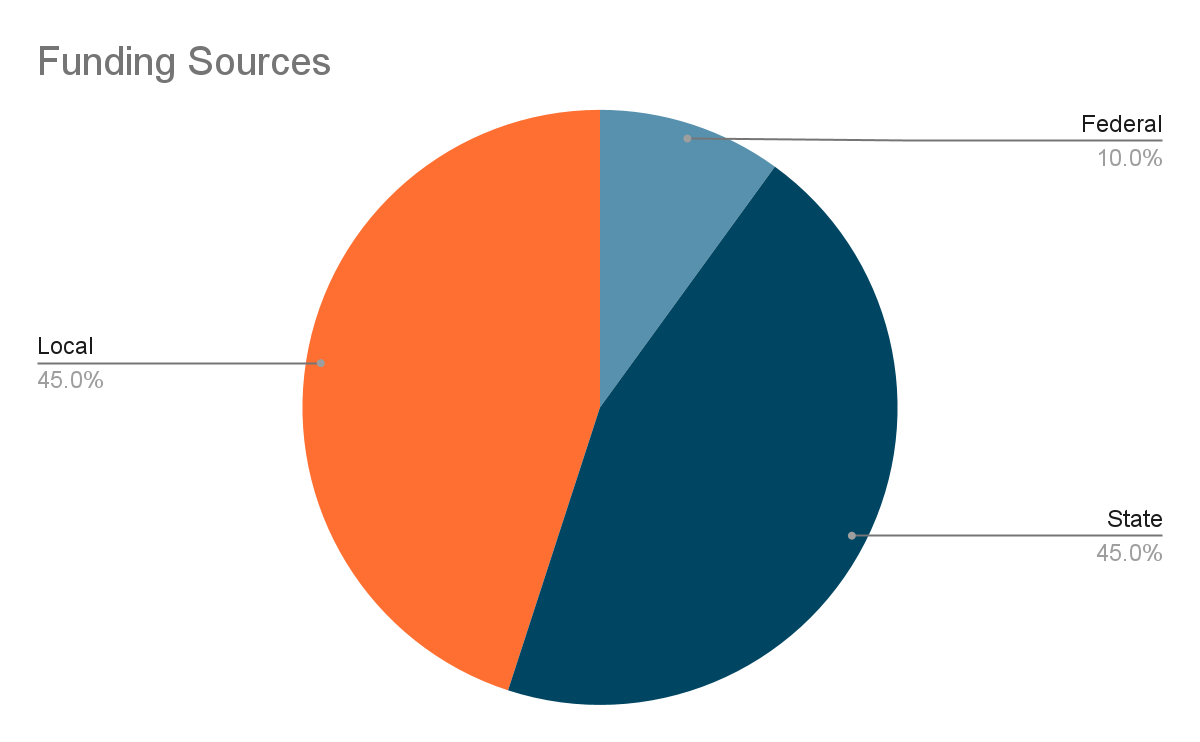 Funding Sources
Federal
10.0%
Local
45.0%
State
45.0%